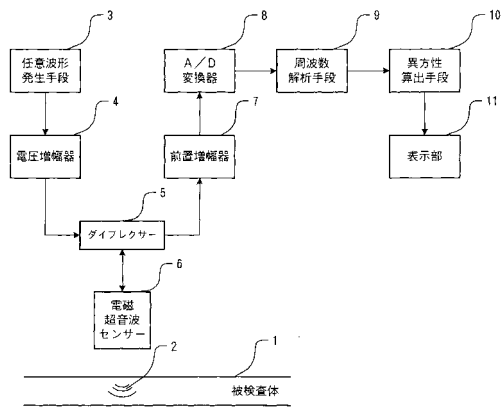 3
任意波形
発生手段
4
電圧増幅器
5
ダイフレクサー
6
電磁
超音波
センサー
2
1
被検査体
7
前置増幅器
8
A/D
変換器
9
周波数
解析手段
10
異方性
算出手段
11
表示部